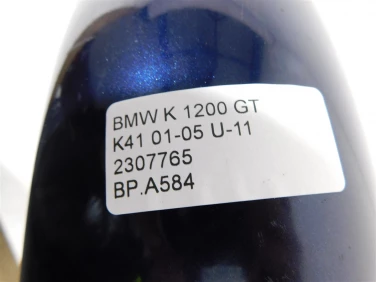 BMW K 1200 GT
K41 01-05 U-11
2307765
BP.A584